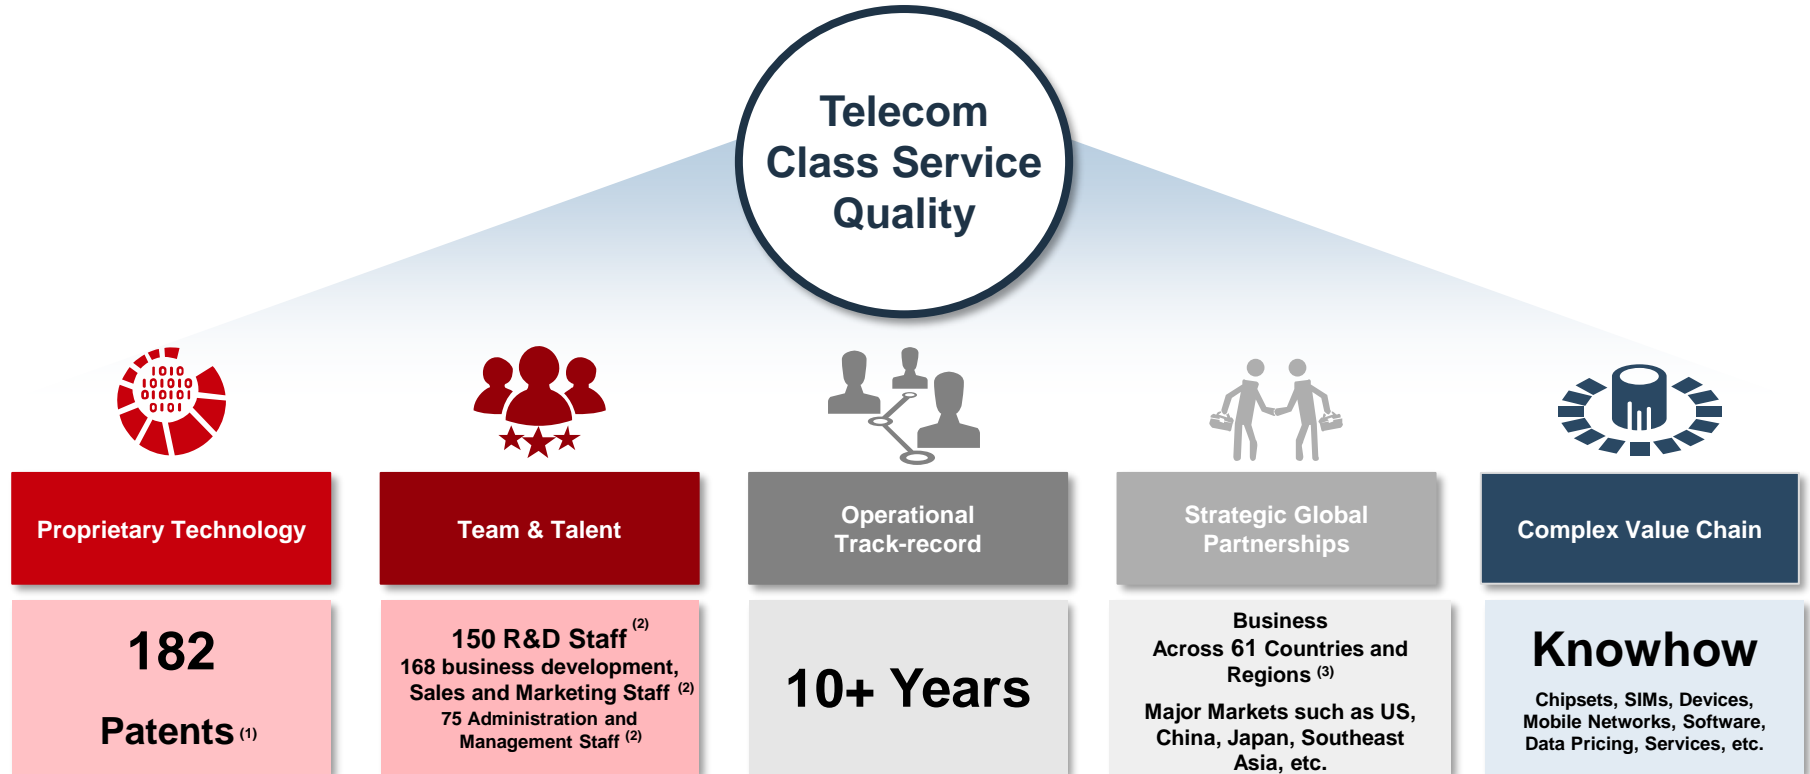 Telecom
Class Service
Quality
1010
101010
010101
0101
Proprietary Technology
Team & Talent
Operational
Track-record
Strategic Global
Partnerships
Complex Value Chain
182
Patents (1)
150 R&D Staff (2)
168 business development,
Sales and Marketing Staff (2)
75 Administration and
Management Staff (2)
10+ Years
Business
Across 61 Countries and
Regions (3)
Major Markets such as US,
China, Japan, Southeast
Asia, etc.
Knowhow
Chipsets, SIMs, Devices,
Mobile Networks, Software,
Data Pricing, Services, etc.